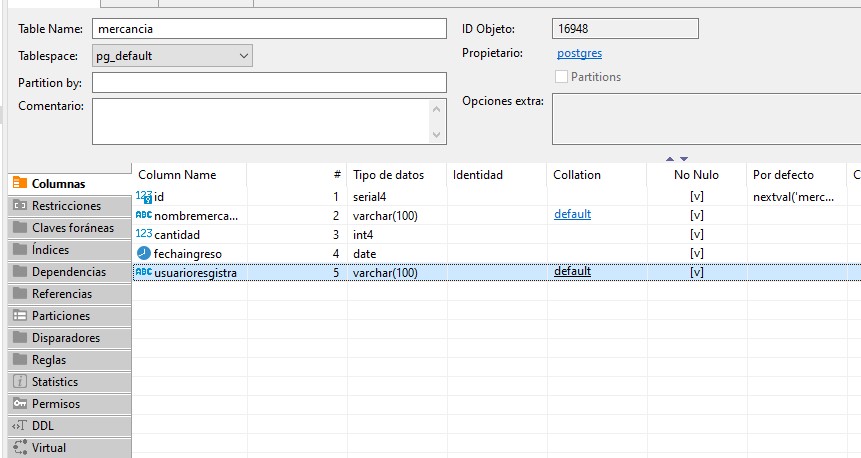 Table Name: mercancia
ID Objeto: 16948
Tablespace: pg_default
Propietario: postgres
Partition by:
Partitions
Comentario:
Opciones extra:
Columnas
Restricciones
Claves foráneas
Índices
Dependencias
Referencias
Particiones
Disparadores
Reglas
Statistics
Permisos
DDL
Virtual
Column Name # Tipo de datos Identidad Collation No Nulo Por defecto C
123 id 1 serial4 [v] nextval('merc...
ABC nombremerca... 2 varchar(100) default [v]
123 cantidad 3 int4 [v]
fechaingreso 4 date [v]
ABC usuarioresgistra 5 varchar(100) default [v]